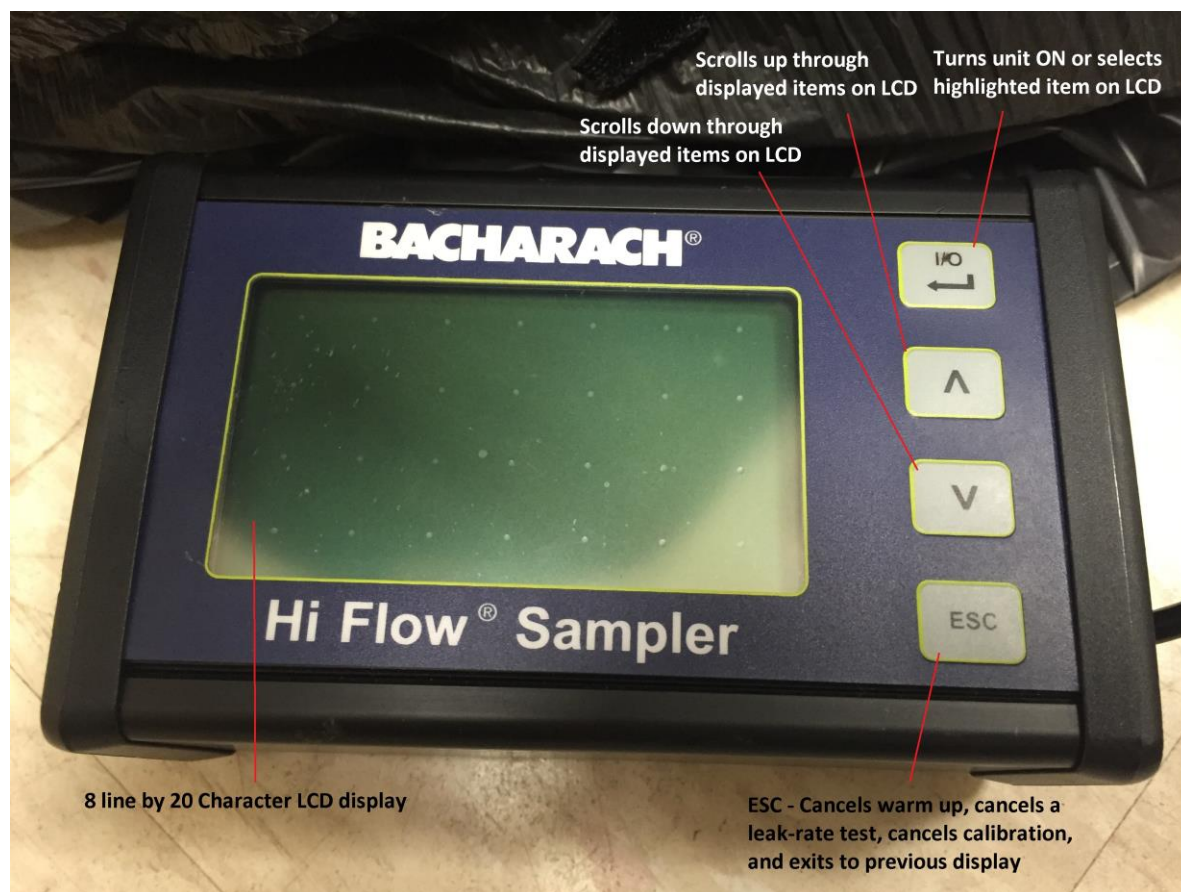 Scrolls up through
displayed items on LCD
Turns unit ON or selects
highlighted item on LCD
Scrolls down through
displayed items on LCD
BACHARACH®
I/O
Λ
V
ESC
Hi Flow® Sampler
8 line by 20 Character LCD display
ESC - Cancels warm up, cancels a
leak-rate test, cancels calibration,
and exits to previous display